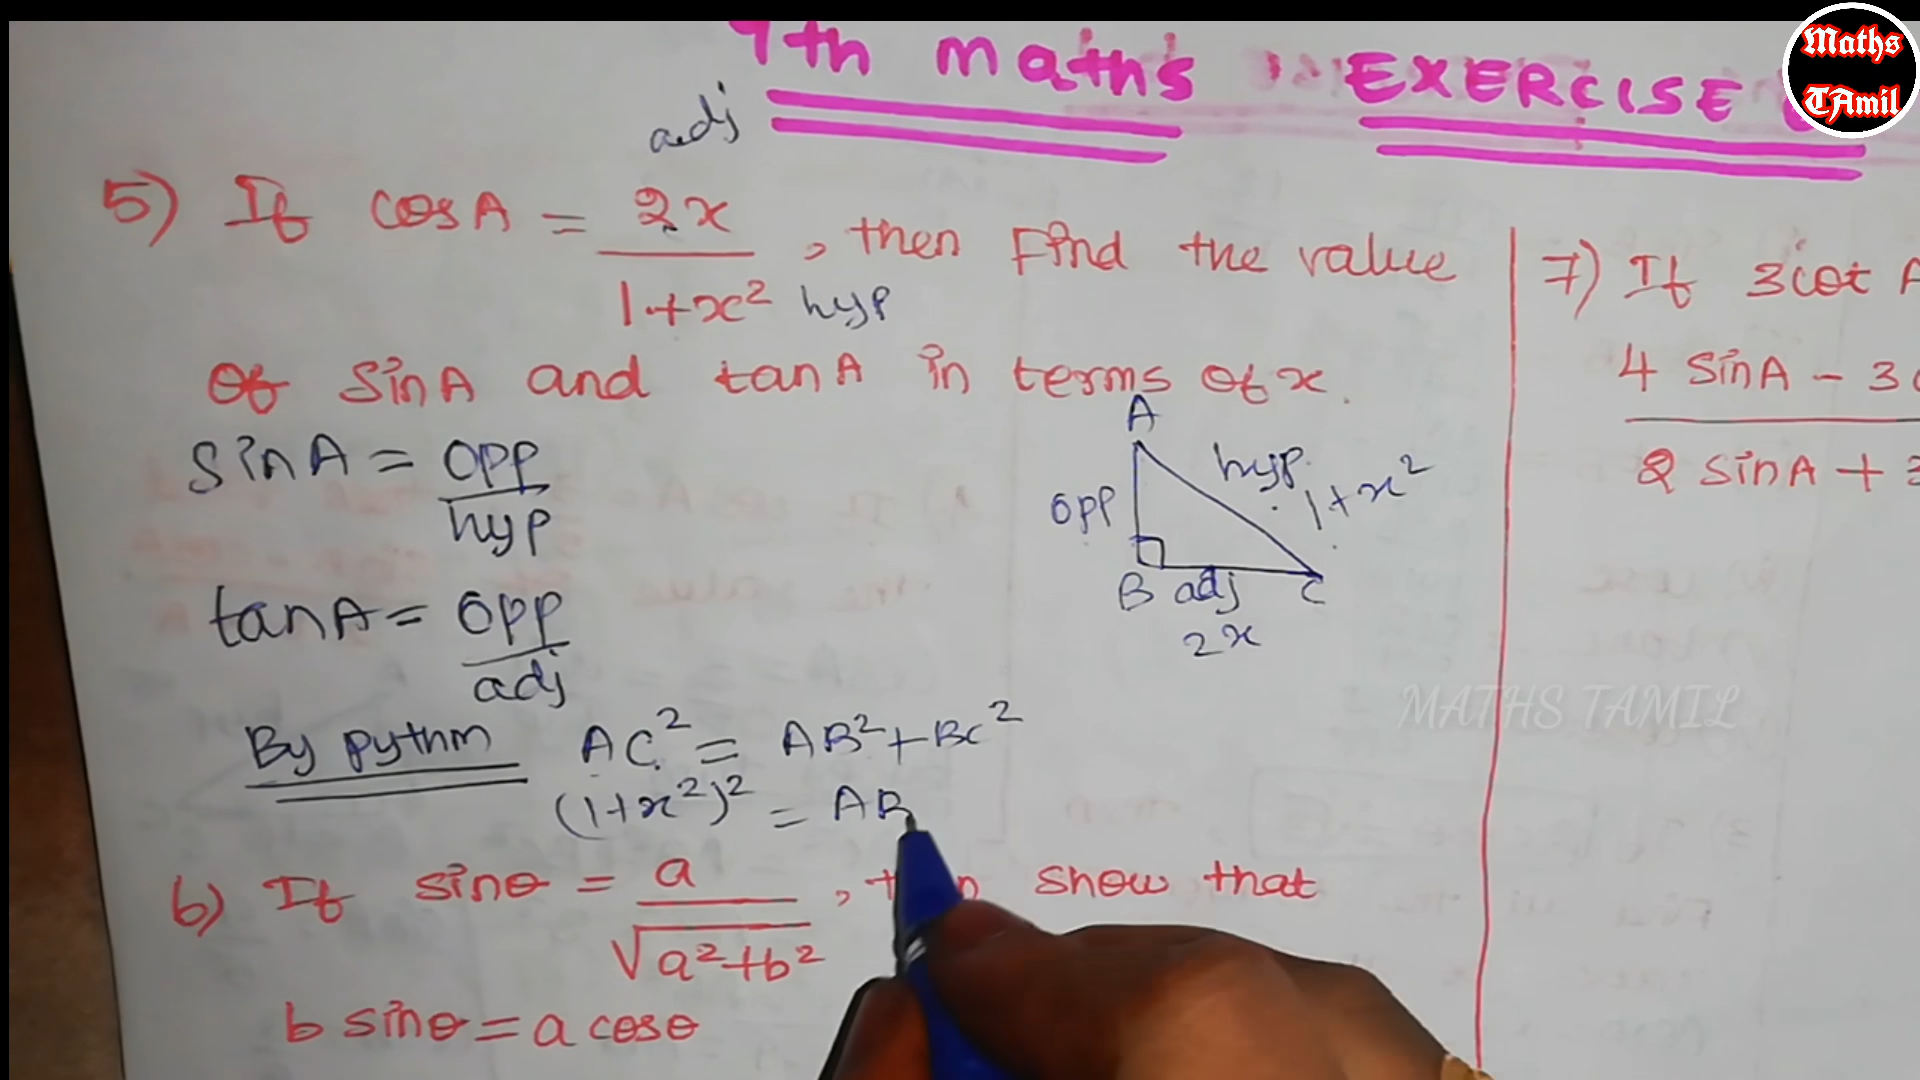 9th maths EXERCISE
Maths
TAmil
adj
5) If cosA = 2x / 1+x² , then Find the value
hyp
of sinA and tanA in terms of x.
sinA = opp / hyp
tanA = opp / adj
A
hyp.
1+x²
opp
B adj C
2x
By pythm AC² = AB²+BC²
(1+x²)² = AB
6) If sinθ = a / √a²+b² , show that
b sinθ = a cosθ
7) If 3cot A
4 sinA - 3
2 sinA + 3
MATHS TAMIL